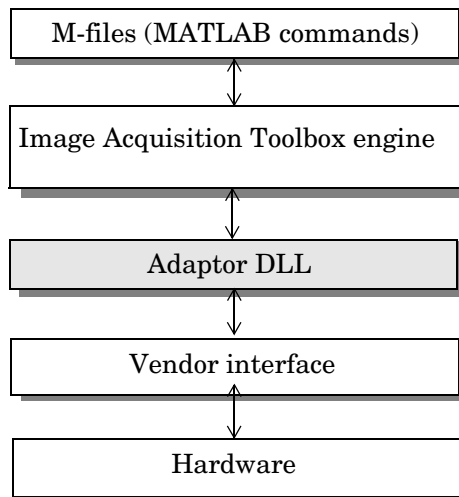 M-files (MATLAB commands)
Image Acquisition Toolbox engine
Adaptor DLL
Vendor interface
Hardware